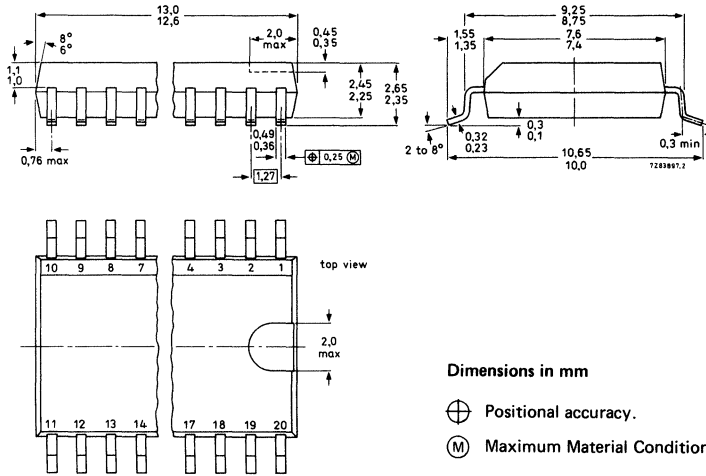 13,0
12,6
8°
6°
2,0
max
0,45
0,35
1,1
1,0
2,45
2,25
2,65
2,35
0,76 max
0,49
0,36
0,25 M
1,27
9,25
8,75
1,55
1,35
7,6
7,4
2 to 8°
0,32
0,23
0,3
0,1
0,3 min
10,65
10,0
7Z83897.2
10 9 8 7 4 3 2 1
top view
2,0
max
11 12 13 14 17 18 19 20
Dimensions in mm
Positional accuracy.
M Maximum Material Condition